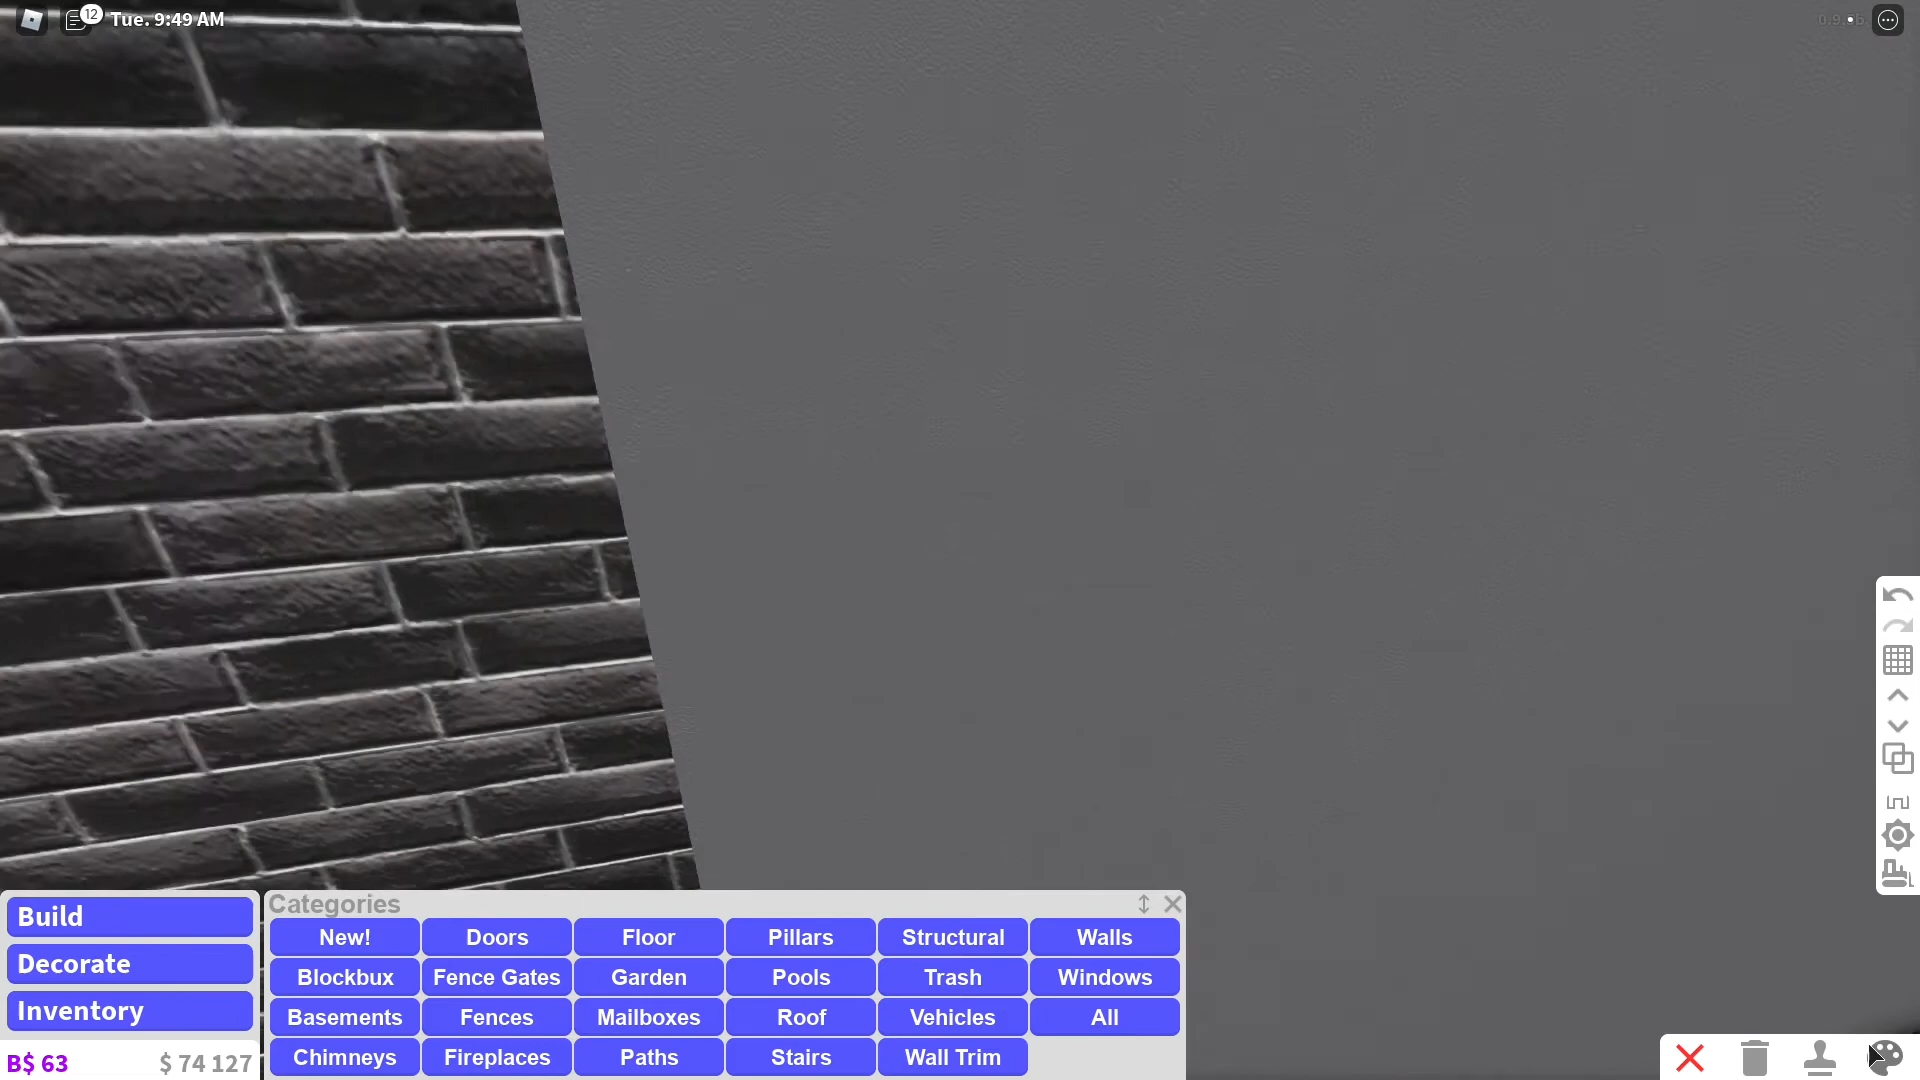 12
Tue. 9:49 AM
Build
Decorate
Inventory
B$ 63
$ 74 127
Categories
New!
Doors
Floor
Pillars
Structural
Walls
Blockbux
Fence Gates
Garden
Pools
Trash
Windows
Basements
Fences
Mailboxes
Roof
Vehicles
All
Chimneys
Fireplaces
Paths
Stairs
Wall Trim